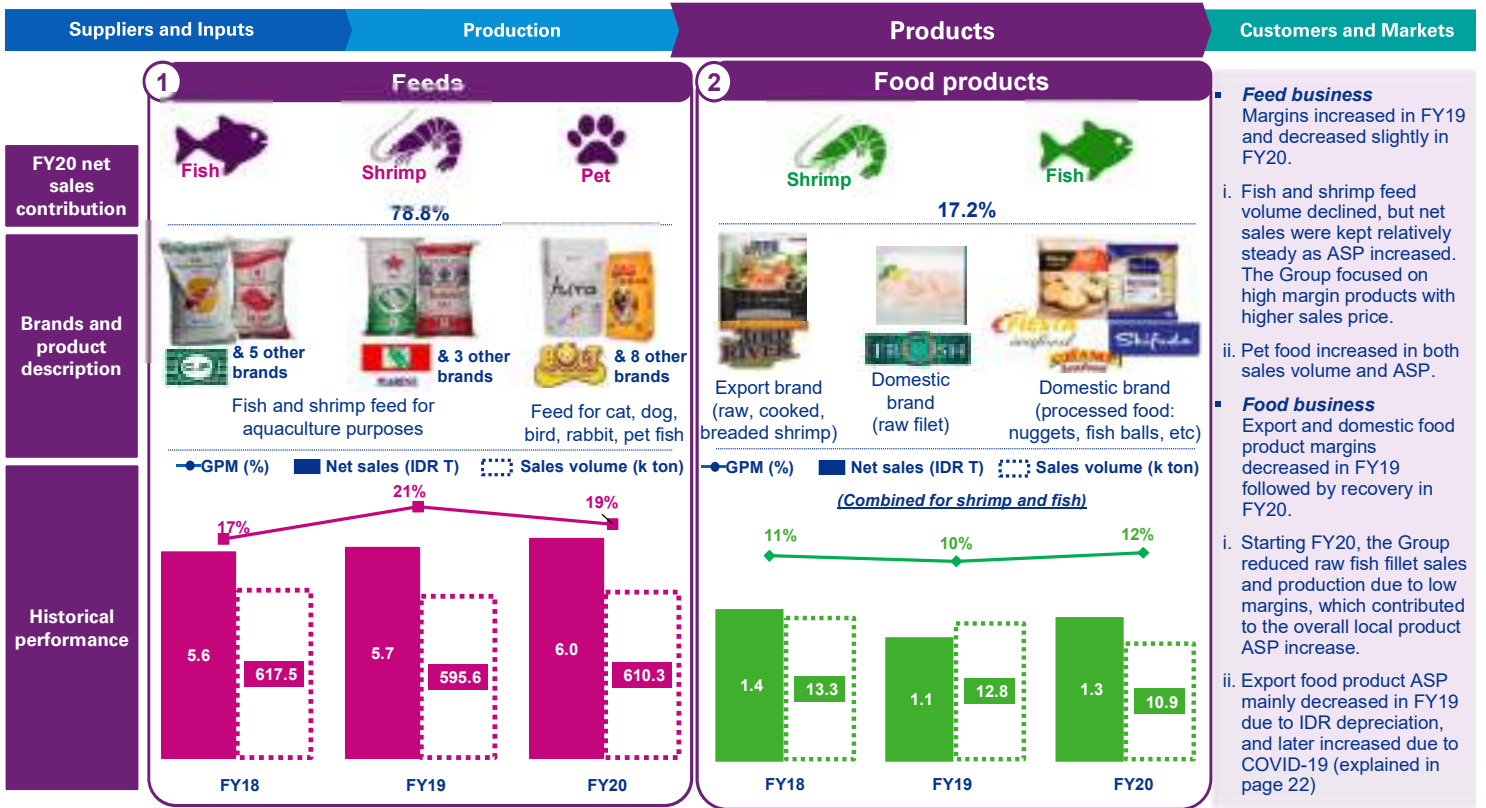 Suppliers and Inputs
Production
Products
Customers and Markets
1
Feeds
2
Food products
FY20 net
sales
contribution
Fish
Shrimp
Pet
78.8%
Shrimp
Fish
17.2%
Brands and
product
description
& 5 other
brands
MARINE
& 3 other
brands
BOLT
& 8 other
brands
Fish and shrimp feed for
aquaculture purposes
Feed for cat, dog,
bird, rabbit, pet fish
BIRD
RIVER
FIESTA
seafood
Shifudo
Export brand
(raw, cooked,
breaded shrimp)
Domestic
brand
(raw filet)
Domestic brand
(processed food:
nuggets, fish balls, etc)
Historical
performance
GPM (%)
Net sales (IDR T)
Sales volume (k ton)
17%
21%
19%
5.6
617.5
5.7
595.6
6.0
610.3
FY18
FY19
FY20
GPM (%)
Net sales (IDR T)
Sales volume (k ton)
(Combined for shrimp and fish)
11%
10%
12%
1.4
13.3
1.1
12.8
1.3
10.9
FY18
FY19
FY20
▪ Feed business
Margins increased in FY19
and decreased slightly in
FY20.
i. Fish and shrimp feed
volume declined, but net
sales were kept relatively
steady as ASP increased.
The Group focused on
high margin products with
higher sales price.
ii. Pet food increased in both
sales volume and ASP.
▪ Food business
Export and domestic food
product margins
decreased in FY19
followed by recovery in
FY20.
i. Starting FY20, the Group
reduced raw fish fillet sales
and production due to low
margins, which contributed
to the overall local product
ASP increase.
ii. Export food product ASP
mainly decreased in FY19
due to IDR depreciation,
and later increased due to
COVID-19 (explained in
page 22)